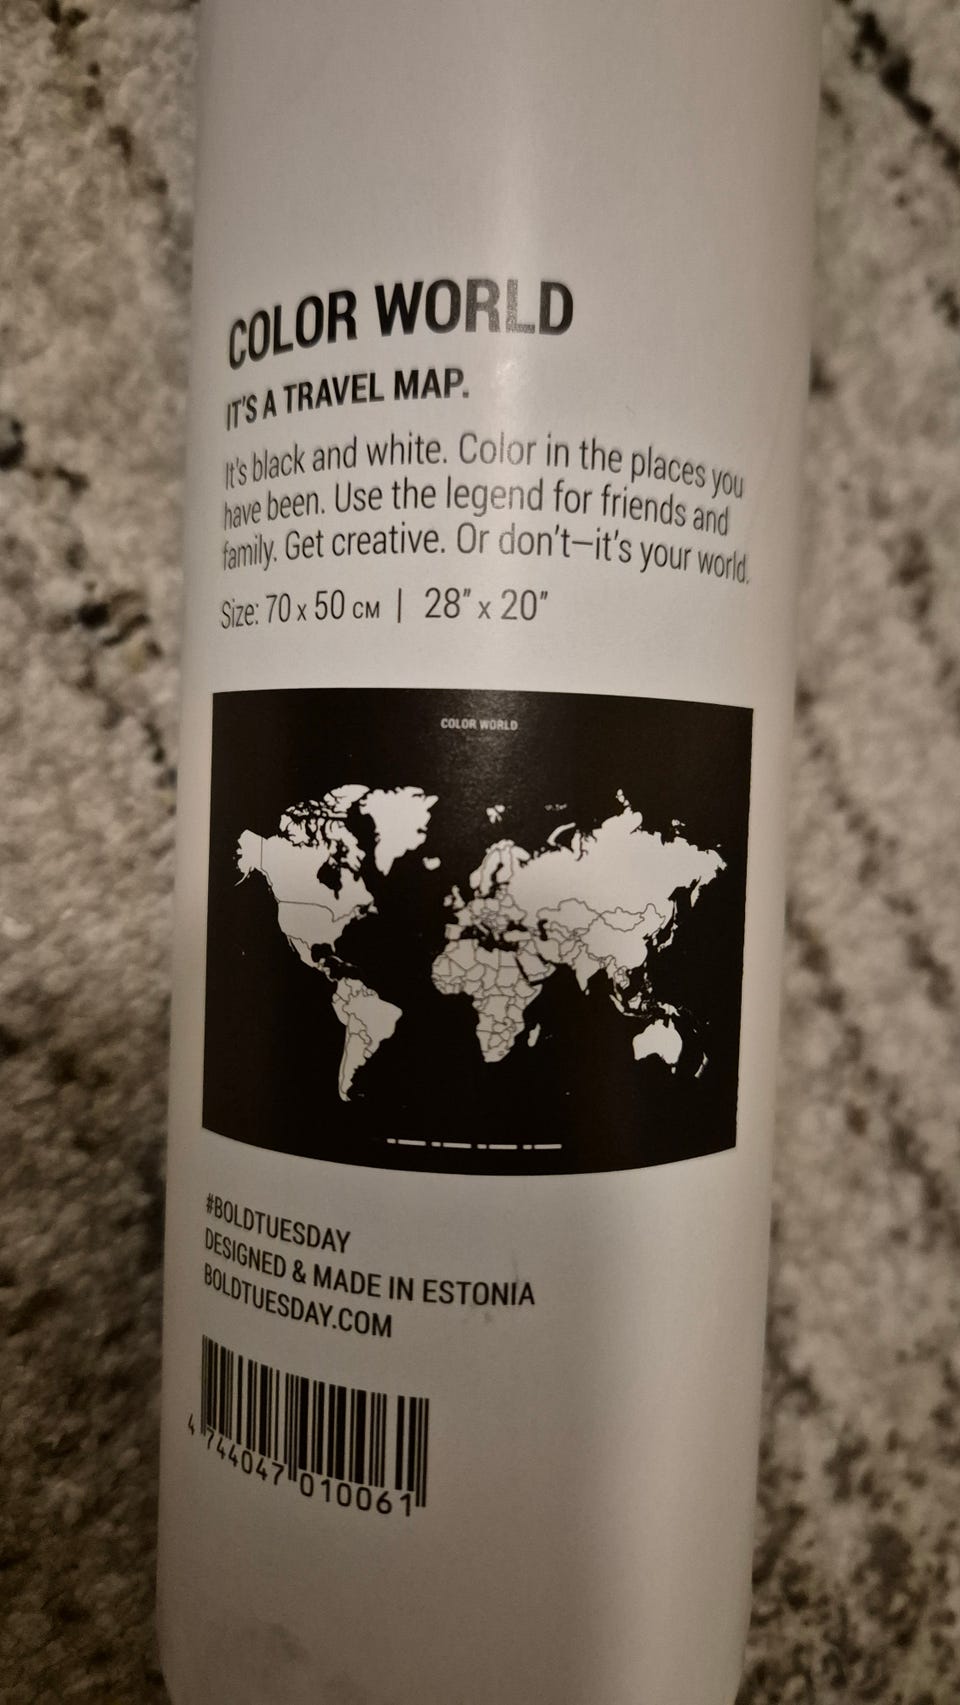 COLOR WORLD
IT'S A TRAVEL MAP.
It's black and white. Color in the places you
have been. Use the legend for friends and
family. Get creative. Or don't—it's your world.
Size: 70 x 50 CM | 28" x 20"
COLOR WORLD
#BOLDTUESDAY
DESIGNED & MADE IN ESTONIA
BOLDTUESDAY.COM
4 744047 010061